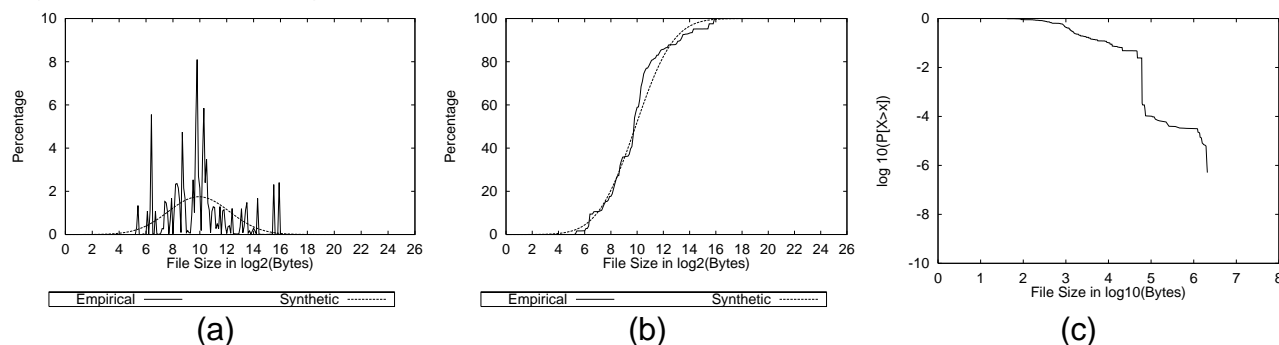 10
8
6
4
2
0
Percentage
0 2 4 6 8 10 12 14 16 18 20 22 24 26
File Size in log2(Bytes)
Empirical
Synthetic
(a)
100
80
60
40
20
0
Percentage
0 2 4 6 8 10 12 14 16 18 20 22 24 26
File Size in log2(Bytes)
Empirical
Synthetic
(b)
0
-2
-4
-6
-8
-10
log 10(P[X>x])
0 1 2 3 4 5 6 7 8
File Size in log10(Bytes)
(c)